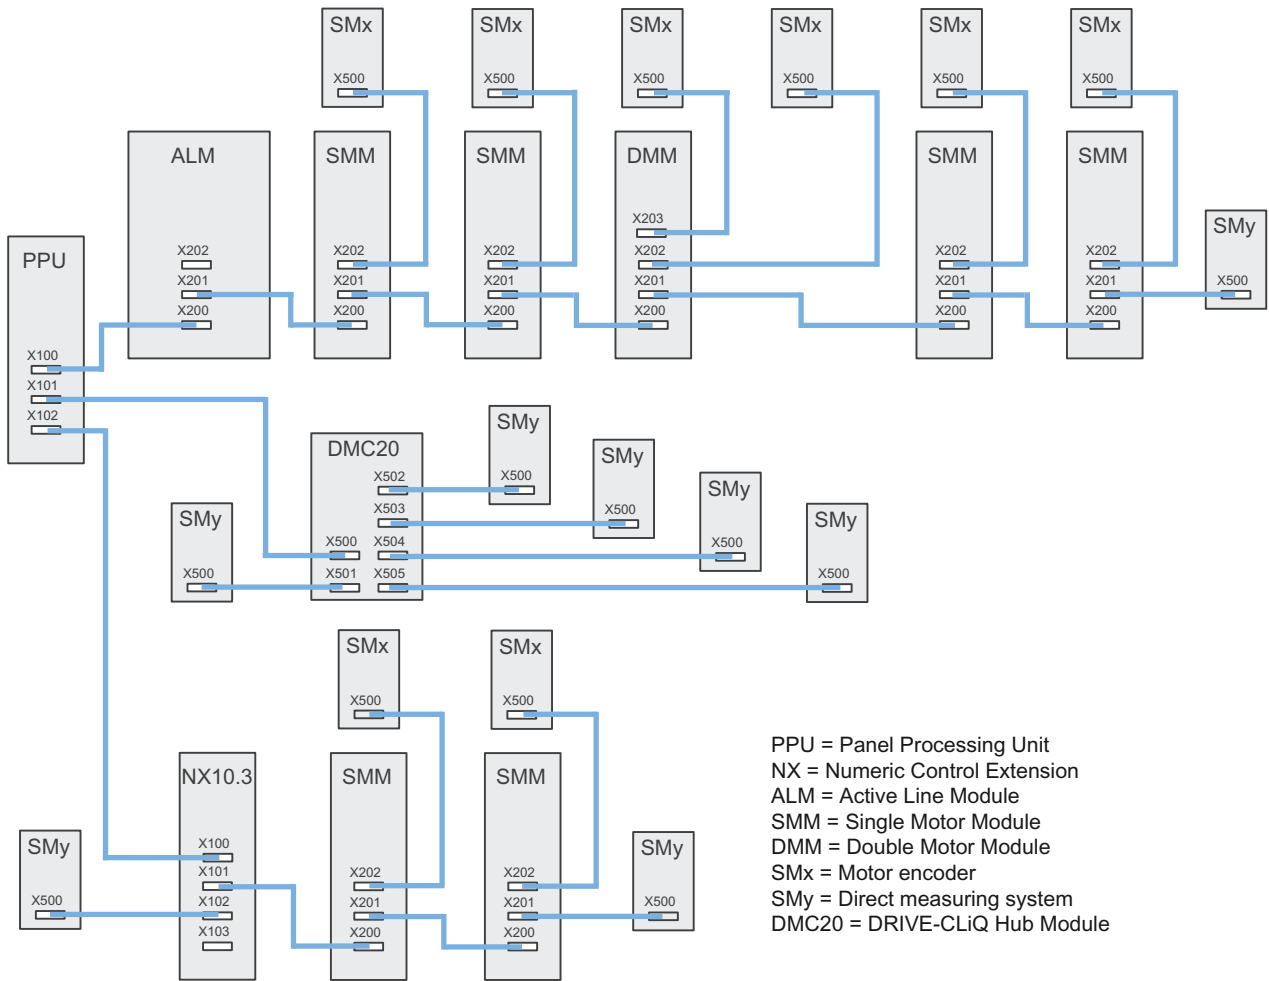 SMx
SMx
SMx
SMx
SMx
SMx
X500
X500
X500
X500
X500
X500
ALM
SMM
SMM
DMM
SMM
SMM
X203
SMy
PPU
X202
X202
X202
X202
X202
X202
X201
X201
X201
X201
X201
X201
X500
X200
X200
X200
X200
X200
X200
X100
X101
X102
SMy
DMC20
SMy
X502
X500
SMy
X503
X500
SMy
SMy
X500
X504
X500
X500
X501
X505
X500
SMx
SMx
X500
X500
PPU = Panel Processing Unit
NX = Numeric Control Extension
ALM = Active Line Module
SMM = Single Motor Module
DMM = Double Motor Module
SMx = Motor encoder
SMy = Direct measuring system
DMC20 = DRIVE-CLiQ Hub Module
NX10.3
SMM
SMM
SMy
X100
SMy
X101
X202
X202
X500
X102
X201
X201
X500
X103
X200
X200